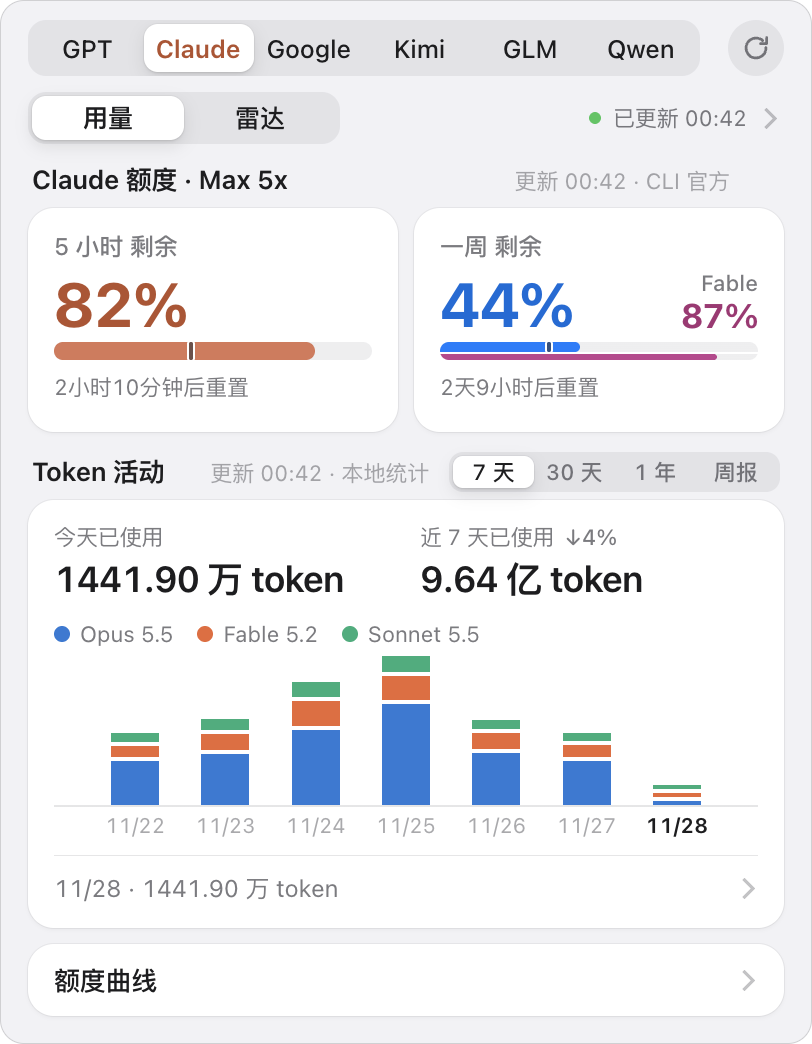 GPT Claude Google Kimi GLM Qwen
用量 雷达 已更新 00:42
Claude 额度 · Max 5x 更新 00:42 · CLI 官方
5 小时 剩余
82%
2小时10分钟后重置
一周 剩余
44%
Fable
87%
2天9小时后重置
Token 活动 更新 00:42 · 本地统计 7 天 30 天 1 年 周报
今天已使用
1441.90 万 token
近 7 天已使用 ↓4%
9.64 亿 token
Opus 5.5 Fable 5.2 Sonnet 5.5
11/22 11/23 11/24 11/25 11/26 11/27 11/28
11/28 · 1441.90 万 token
额度曲线